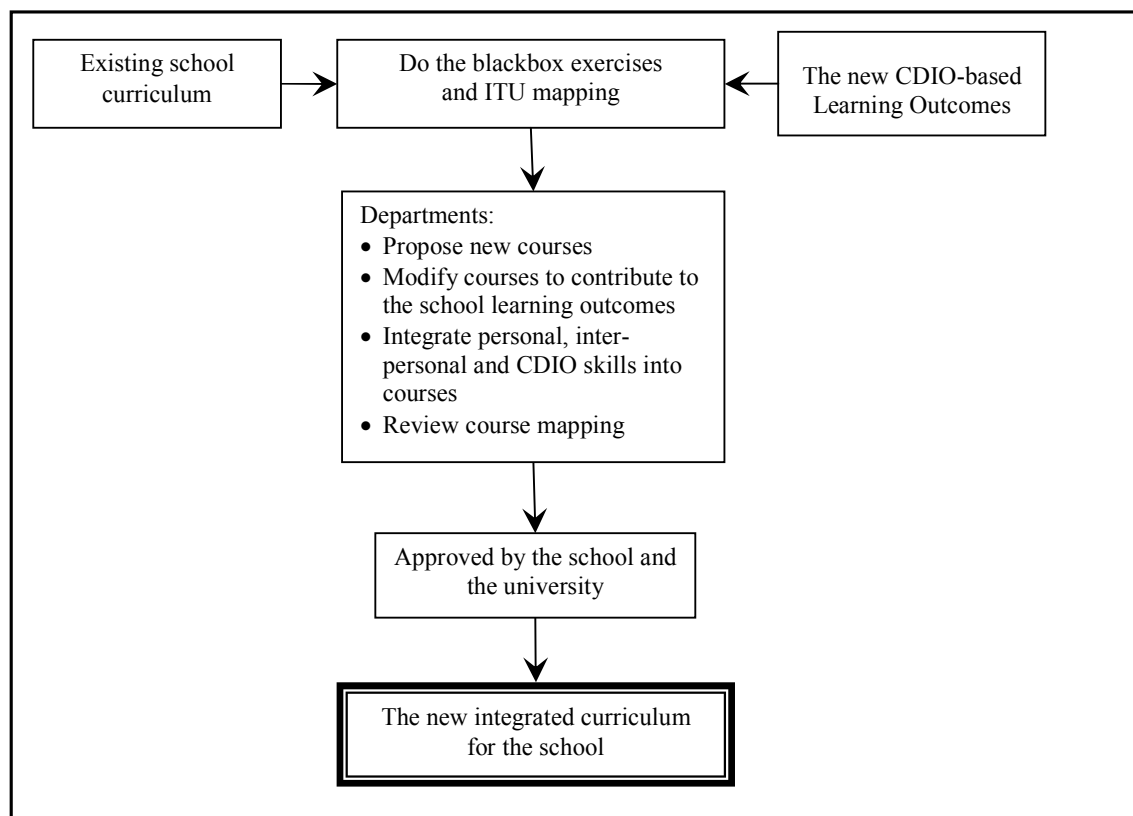 Existing school
curriculum
Do the blackbox exercises
and ITU mapping
The new CDIO-based
Learning Outcomes
Departments:
• Propose new courses
• Modify courses to contribute to
the school learning outcomes
• Integrate personal, inter-
personal and CDIO skills into
courses
• Review course mapping
Approved by the school and
the university
The new integrated curriculum
for the school